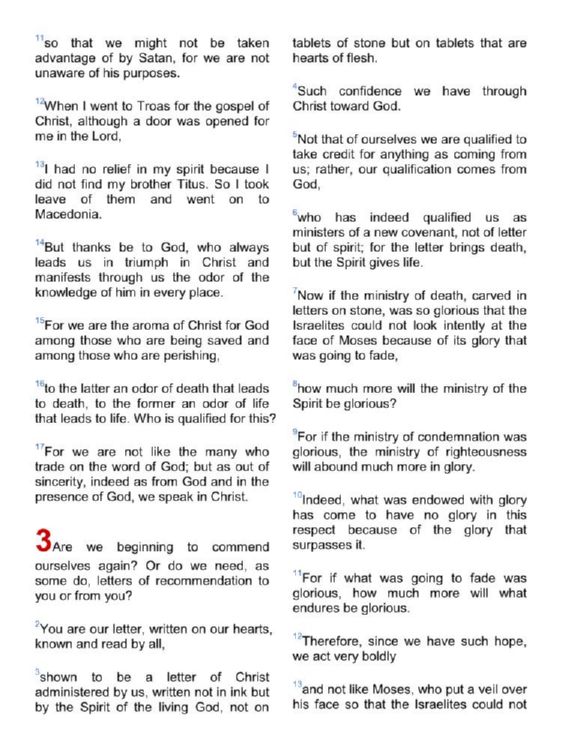 11so that we might not be taken
advantage of by Satan, for we are not
unaware of his purposes.
12When I went to Troas for the gospel of
Christ, although a door was opened for
me in the Lord,
13I had no relief in my spirit because I
did not find my brother Titus. So I took
leave of them and went on to
Macedonia.
14But thanks be to God, who always
leads us in triumph in Christ and
manifests through us the odor of the
knowledge of him in every place.
15For we are the aroma of Christ for God
among those who are being saved and
among those who are perishing,
16to the latter an odor of death that leads
to death, to the former an odor of life
that leads to life. Who is qualified for this?
17For we are not like the many who
trade on the word of God; but as out of
sincerity, indeed as from God and in the
presence of God, we speak in Christ.
3Are we beginning to commend
ourselves again? Or do we need, as
some do, letters of recommendation to
you or from you?
2You are our letter, written on our hearts,
known and read by all,
3shown to be a letter of Christ
administered by us, written not in ink but
by the Spirit of the living God, not on
tablets of stone but on tablets that are
hearts of flesh.
4Such confidence we have through
Christ toward God.
5Not that of ourselves we are qualified to
take credit for anything as coming from
us; rather, our qualification comes from
God,
6who has indeed qualified us as
ministers of a new covenant, not of letter
but of spirit; for the letter brings death,
but the Spirit gives life.
7Now if the ministry of death, carved in
letters on stone, was so glorious that the
Israelites could not look intently at the
face of Moses because of its glory that
was going to fade,
8how much more will the ministry of the
Spirit be glorious?
9For if the ministry of condemnation was
glorious, the ministry of righteousness
will abound much more in glory.
10Indeed, what was endowed with glory
has come to have no glory in this
respect because of the glory that
surpasses it.
11For if what was going to fade was
glorious, how much more will what
endures be glorious.
12Therefore, since we have such hope,
we act very boldly
13and not like Moses, who put a veil over
his face so that the Israelites could not